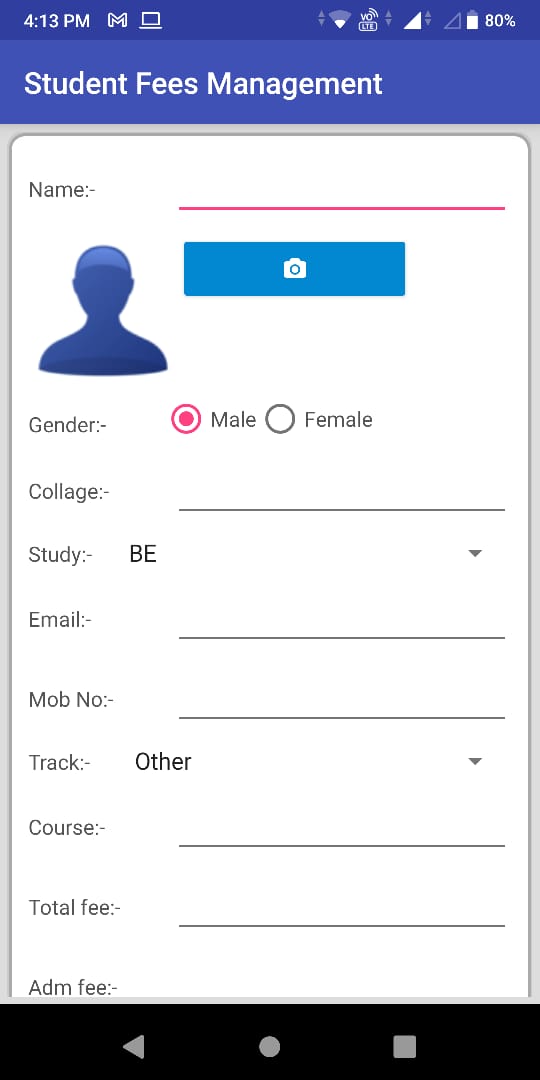 4:13 PM VO LTE 80%
Student Fees Management
Name:-
Gender:- Male Female
Collage:-
Study:- BE
Email:-
Mob No:-
Track:- Other
Course:-
Total fee:-
Adm fee:-